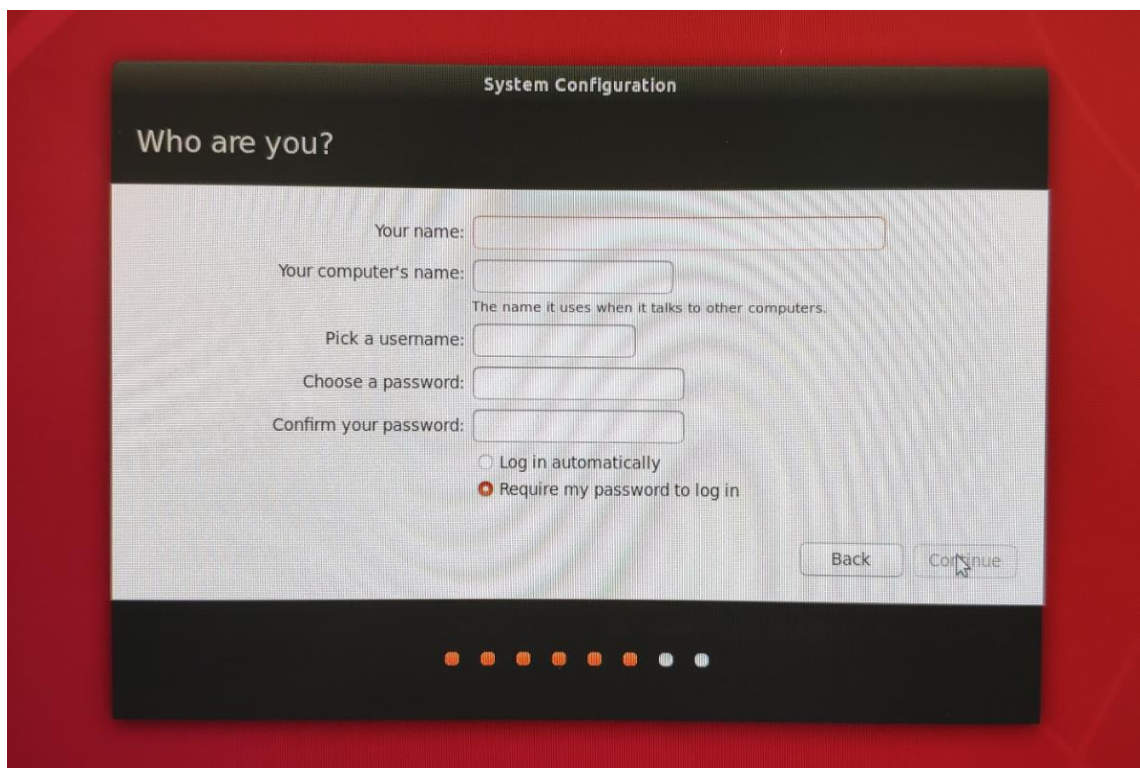 System Configuration
Who are you?
Your name:
Your computer's name:
The name it uses when it talks to other computers.
Pick a username:
Choose a password:
Confirm your password:
Log in automatically
Require my password to log in
Back Continue